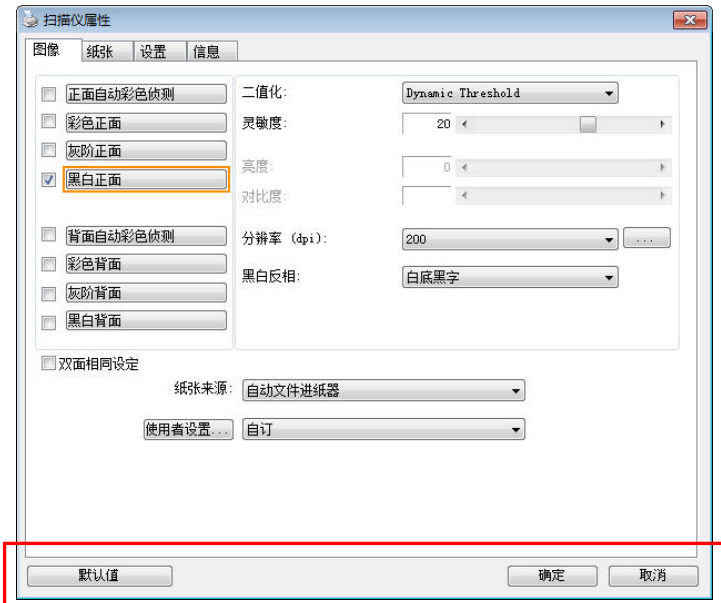 扫描仪属性
图像 纸张 设置 信息
正面自动彩色侦测
彩色正面
灰阶正面
黑白正面
背面自动彩色侦测
彩色背面
灰阶背面
黑白背面
二值化: Dynamic Threshold
灵敏度: 20
亮度: 0
对比度:
分辨率 (dpi): 200 ...
黑白反相: 白底黑字
双面相同设定
纸张来源: 自动文件进纸器
使用者设置... 自订
默认值 确定 取消